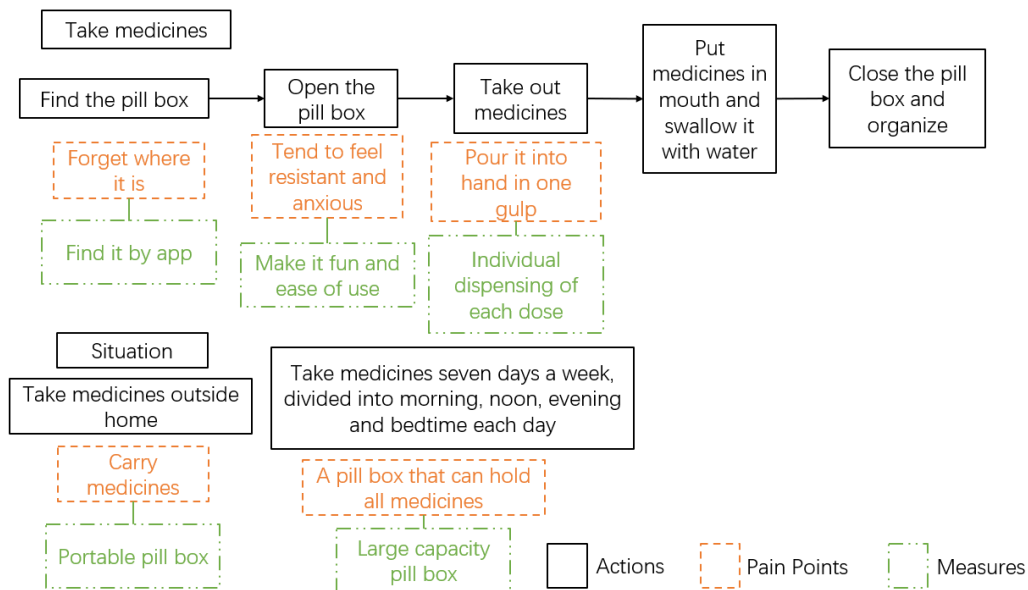 Take medicines
Find the pill box
Open the
pill box
Take out
medicines
Put
medicines in
mouth and
swallow it
with water
Close the pill
box and
organize
Forget where
it is
Tend to feel
resistant and
anxious
Pour it into
hand in one
gulp
Find it by app
Make it fun and
ease of use
Individual
dispensing of
each dose
Situation
Take medicines outside
home
Take medicines seven days a week,
divided into morning, noon, evening
and bedtime each day
Carry
medicines
A pill box that can hold
all medicines
Portable pill box
Large capacity
pill box
Actions
Pain Points
Measures